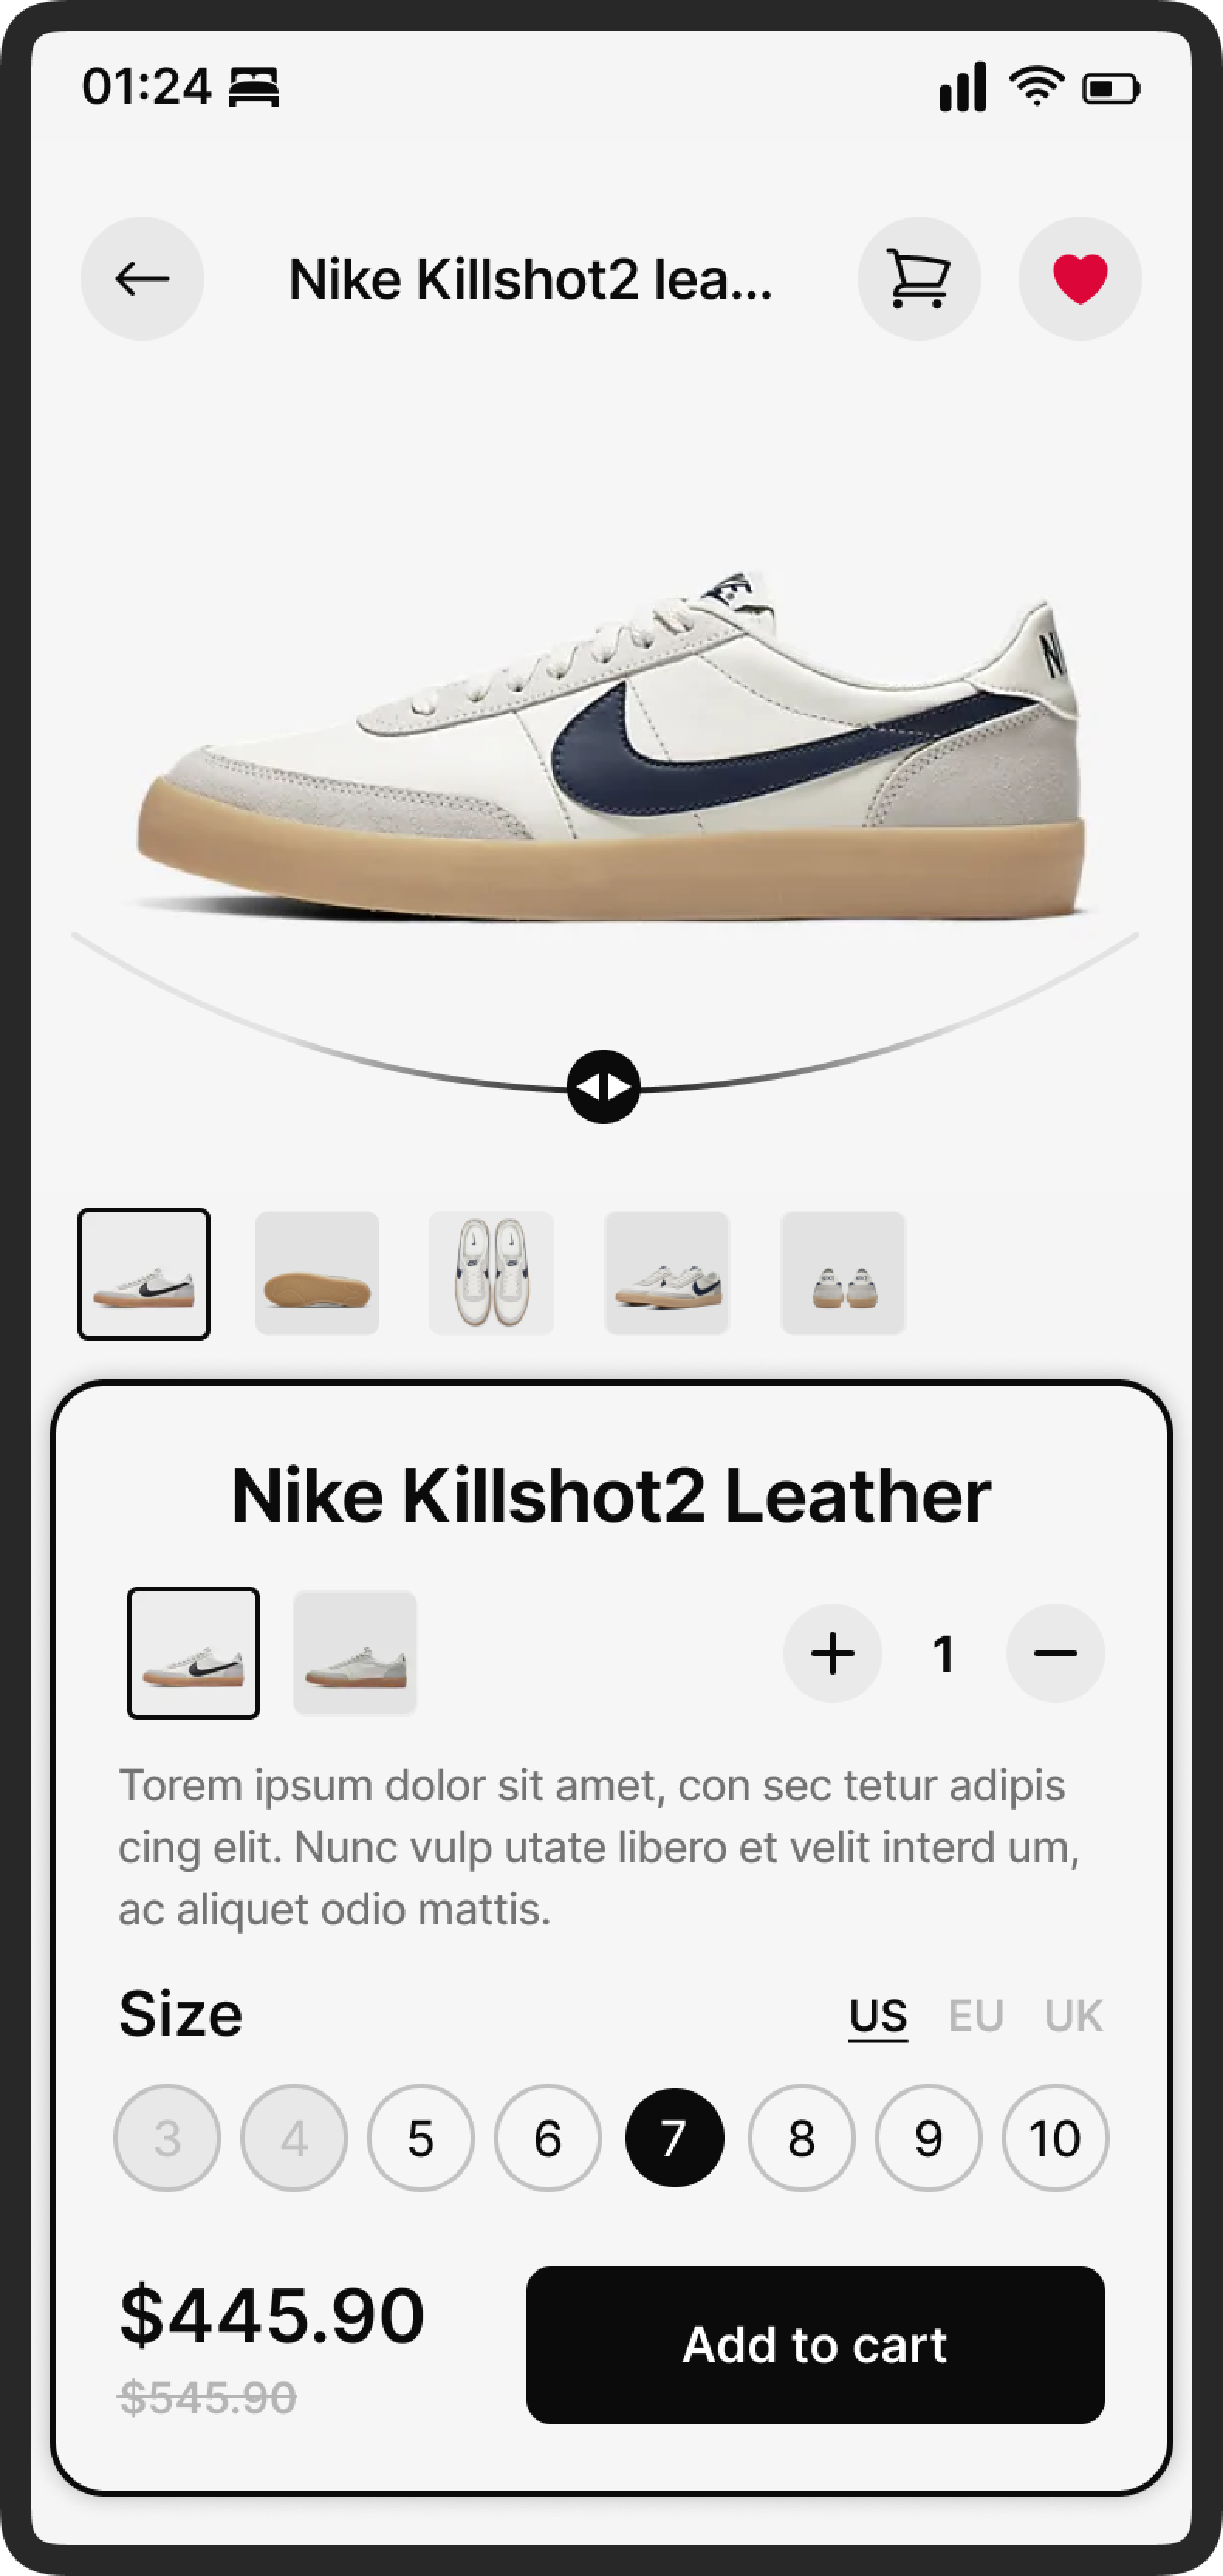 01:24
Nike Killshot2 lea...
Nike Killshot2 Leather
1
Torem ipsum dolor sit amet, con sec tetur adipis
cing elit. Nunc vulp utate libero et velit interd um,
ac aliquet odio mattis.
Size
US EU UK
3 4 5 6 7 8 9 10
$445.90
$545.90
Add to cart